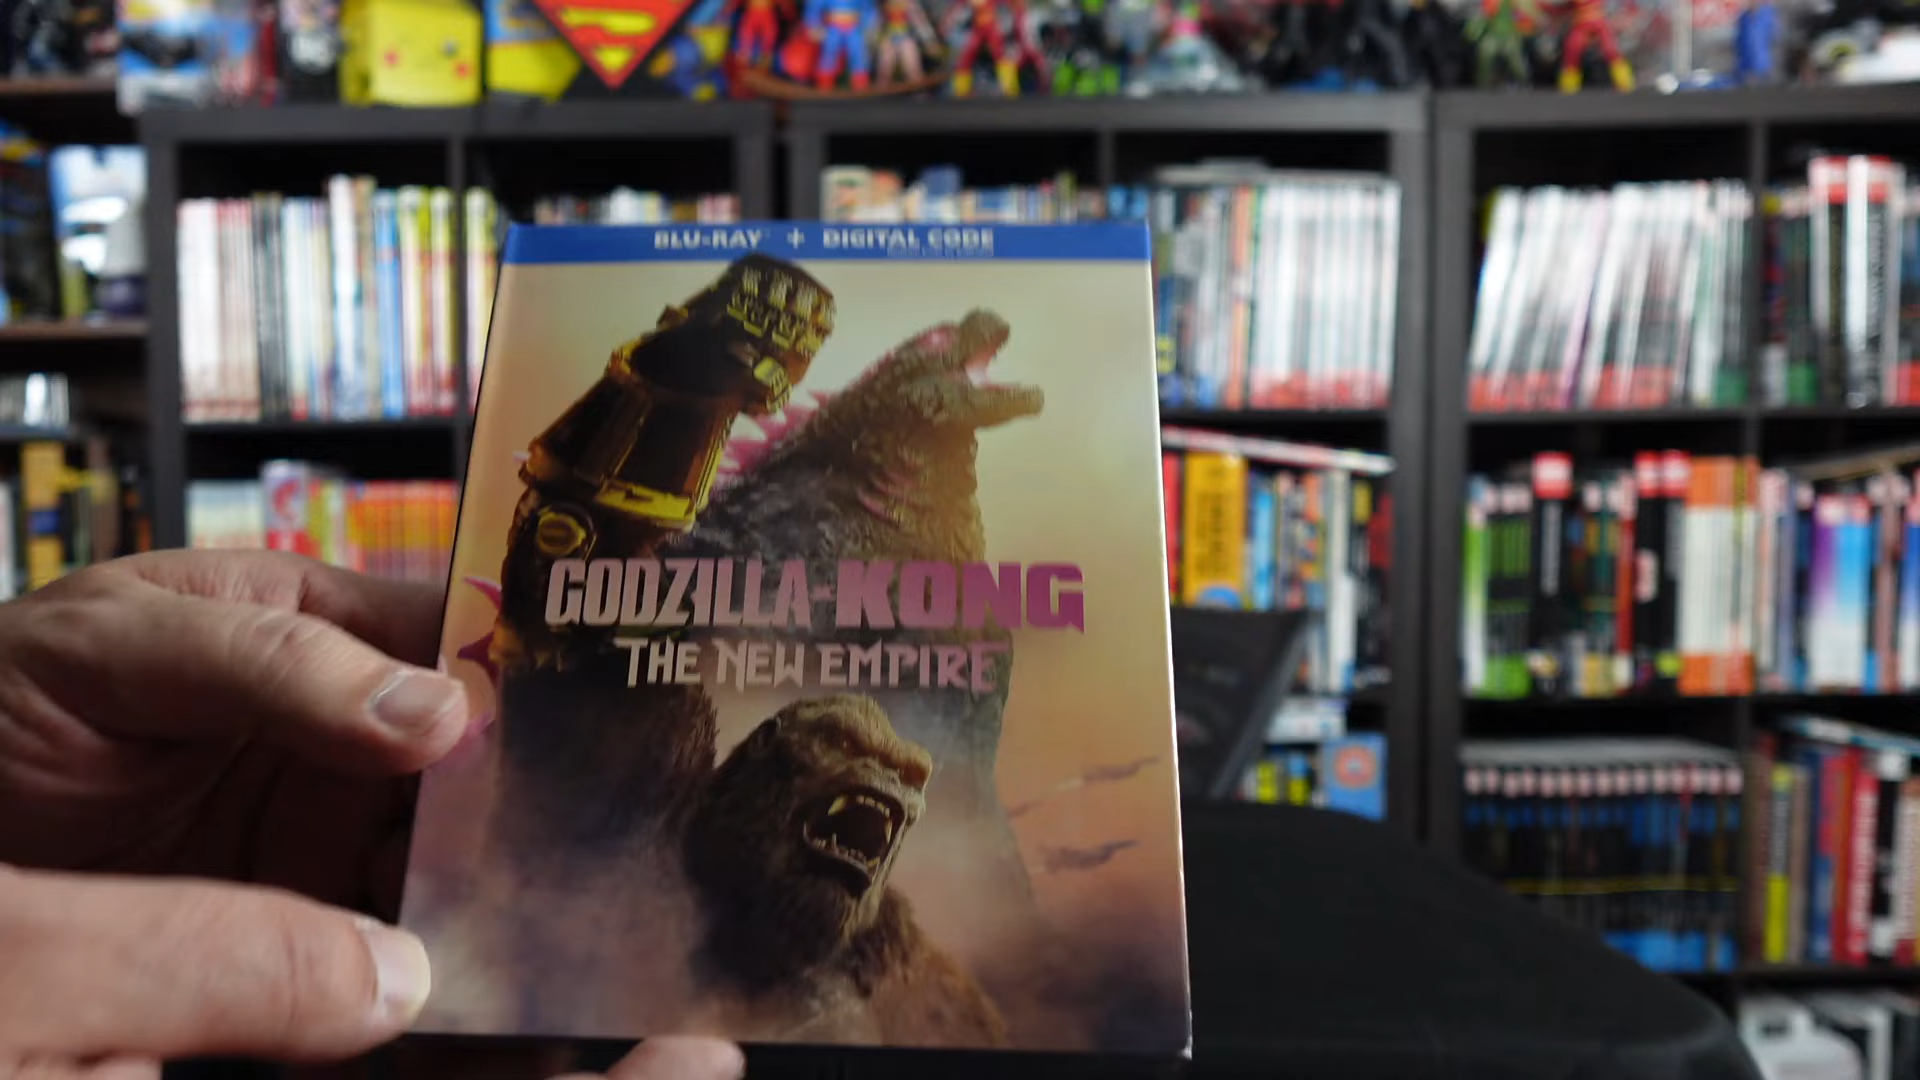 BLU-RAY + DIGITAL CODE
GODZILLA × KONG
THE NEW EMPIRE